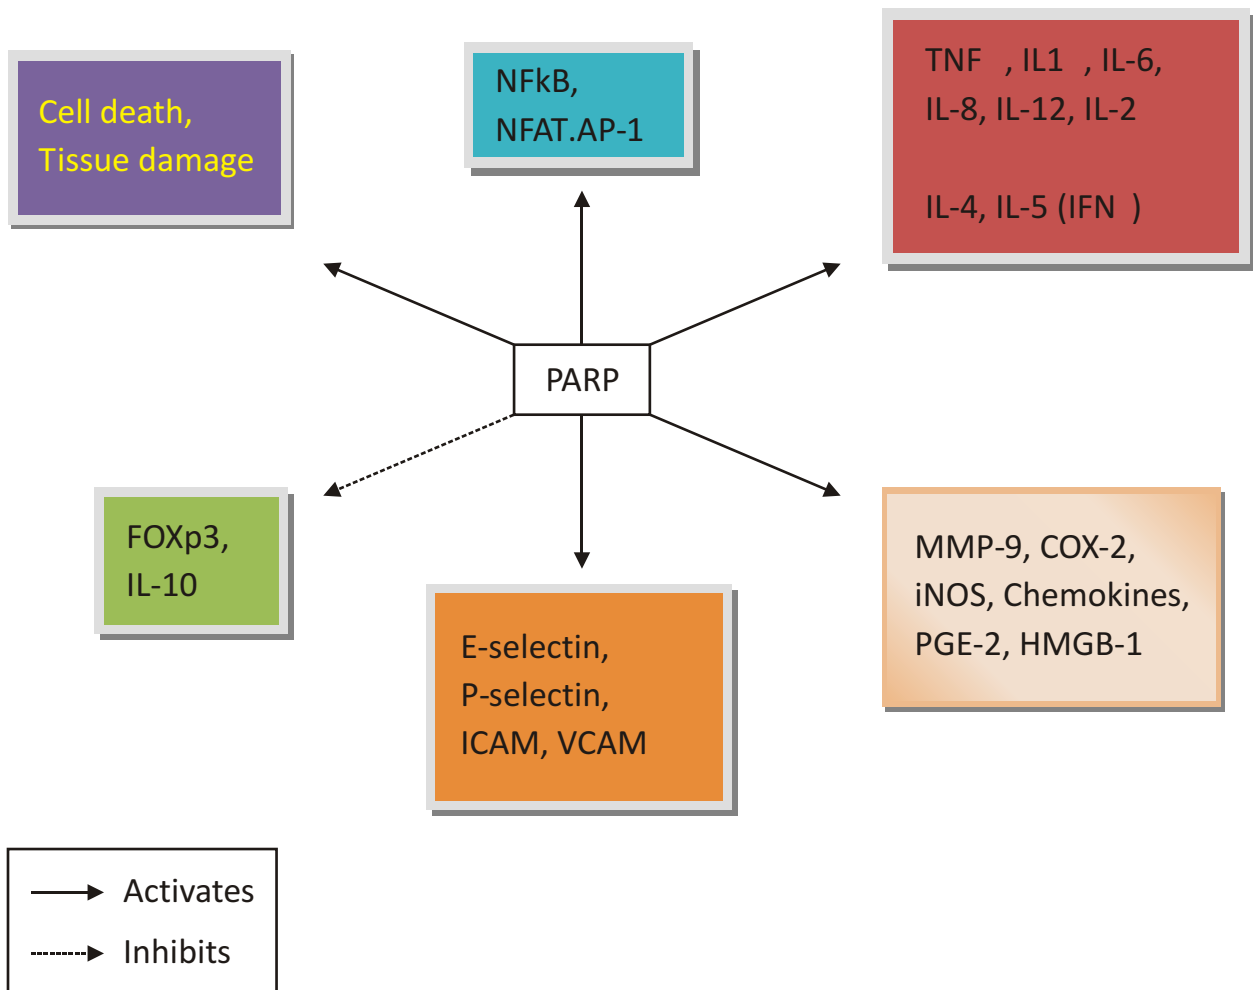 Cell death,
Tissue damage
NFkB,
NFAT.AP-1
TNF , IL1 , IL-6,
IL-8, IL-12, IL-2
IL-4, IL-5 (IFN )
PARP
FOXp3,
IL-10
E-selectin,
P-selectin,
ICAM, VCAM
MMP-9, COX-2,
iNOS, Chemokines,
PGE-2, HMGB-1
Activates
Inhibits